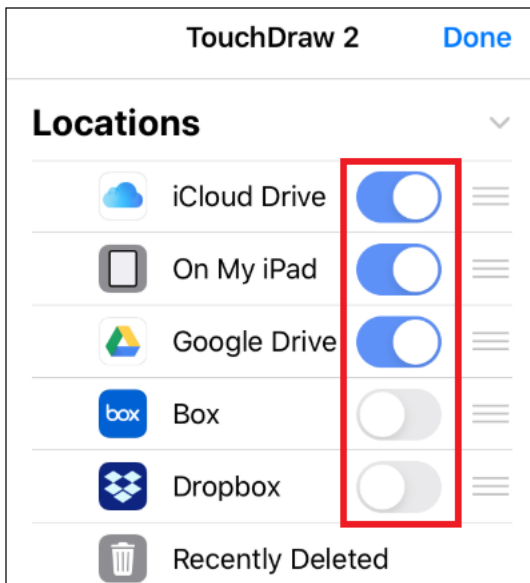 TouchDraw 2 Done
Locations
iCloud Drive
On My iPad
Google Drive
box Box
Dropbox
Recently Deleted